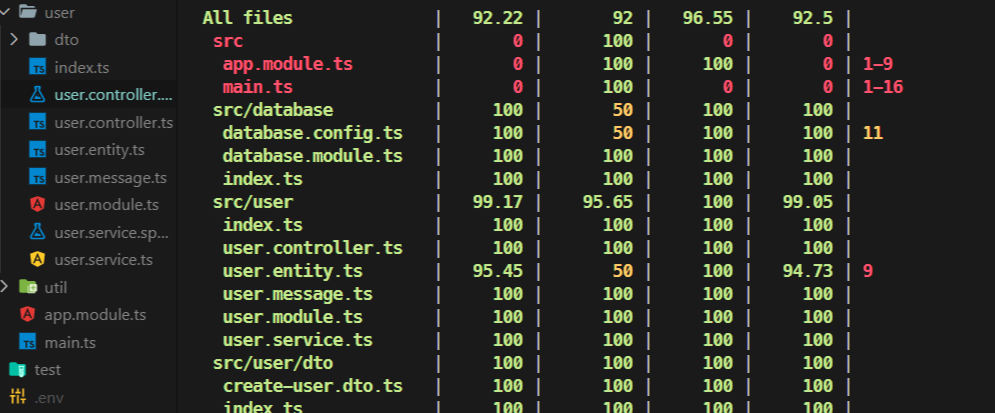 user
dto
index.ts
user.controller....
user.controller.ts
user.entity.ts
user.message.ts
user.module.ts
user.service.sp...
user.service.ts
util
app.module.ts
main.ts
test
.env
All files | 92.22 | 92 | 96.55 | 92.5 |
src | 0 | 100 | 0 | 0 |
app.module.ts | 0 | 100 | 100 | 0 | 1-9
main.ts | 0 | 100 | 0 | 0 | 1-16
src/database | 100 | 50 | 100 | 100 |
database.config.ts | 100 | 50 | 100 | 100 | 11
database.module.ts | 100 | 100 | 100 | 100 |
index.ts | 100 | 100 | 100 | 100 |
src/user | 99.17 | 95.65 | 100 | 99.05 |
index.ts | 100 | 100 | 100 | 100 |
user.controller.ts | 100 | 100 | 100 | 100 |
user.entity.ts | 95.45 | 50 | 100 | 94.73 | 9
user.message.ts | 100 | 100 | 100 | 100 |
user.module.ts | 100 | 100 | 100 | 100 |
user.service.ts | 100 | 100 | 100 | 100 |
src/user/dto | 100 | 100 | 100 | 100 |
create-user.dto.ts | 100 | 100 | 100 | 100 |
index.ts | 100 | 100 | 100 | 100 |